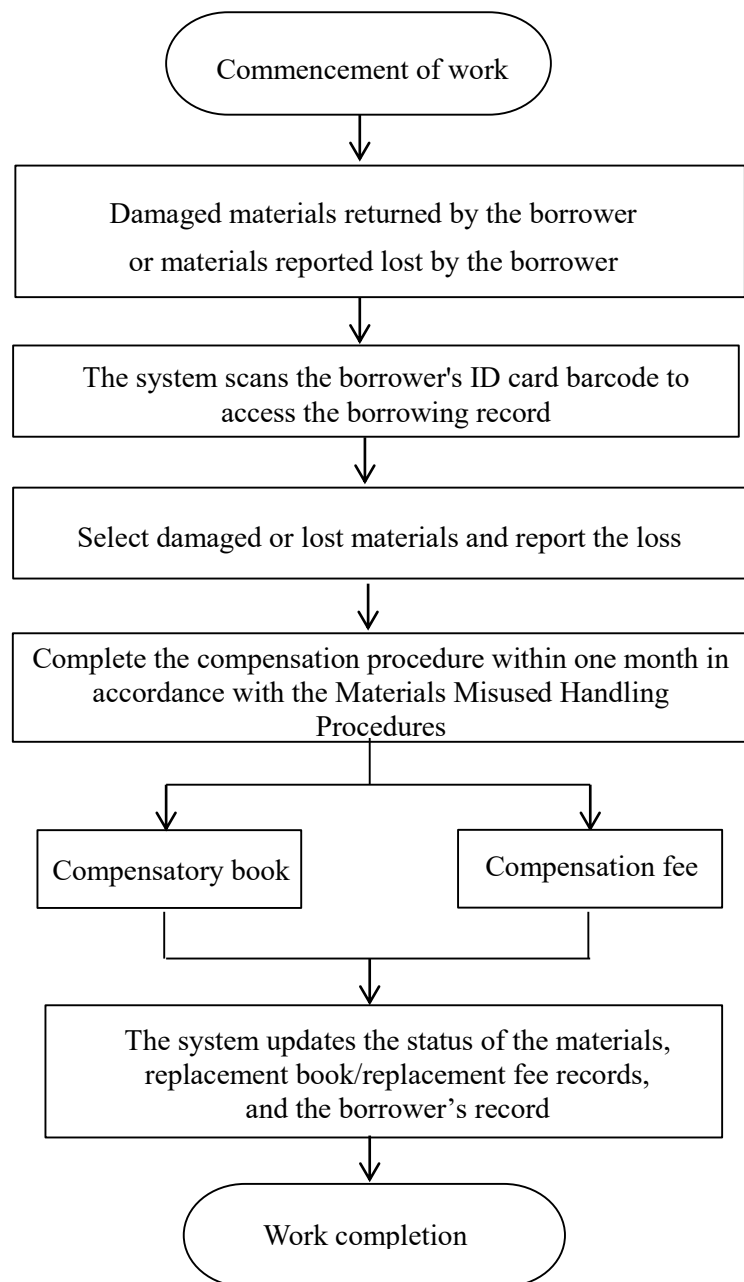 Commencement of work
Damaged materials returned by the borrower
or materials reported lost by the borrower
The system scans the borrower's ID card barcode to
access the borrowing record
Select damaged or lost materials and report the loss
Complete the compensation procedure within one month in
accordance with the Materials Misused Handling
Procedures
Compensatory book
Compensation fee
The system updates the status of the materials,
replacement book/replacement fee records,
and the borrower’s record
Work completion